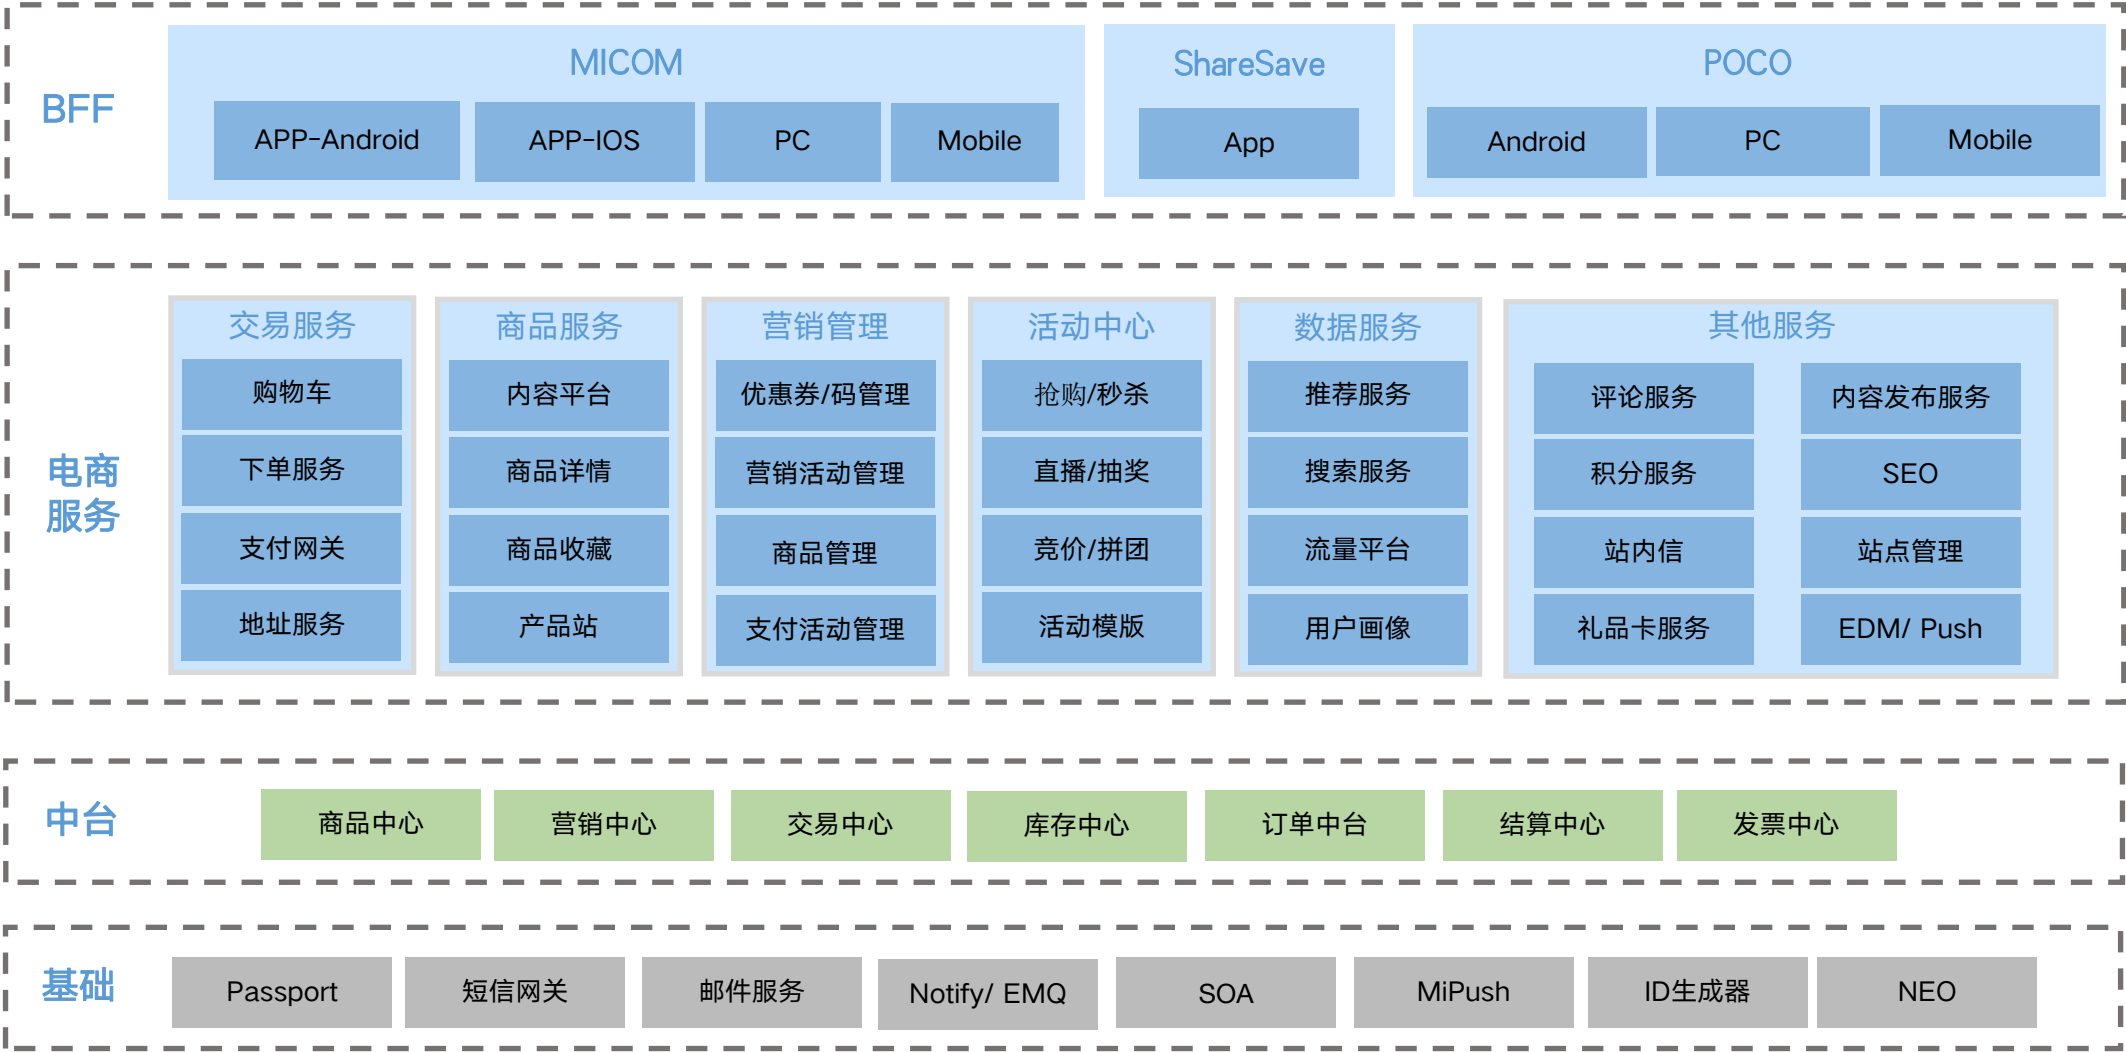 BFF
MICOM
APP-Android
APP-IOS
PC
Mobile
ShareSave
App
POCO
Android
PC
Mobile
电商
服务
交易服务
购物车
下单服务
支付网关
地址服务
商品服务
内容平台
商品详情
商品收藏
产品站
营销管理
优惠券/码管理
营销活动管理
商品管理
支付活动管理
活动中心
抢购/秒杀
直播/抽奖
竞价/拼团
活动模版
数据服务
推荐服务
搜索服务
流量平台
用户画像
其他服务
评论服务
积分服务
站内信
礼品卡服务
内容发布服务
SEO
站点管理
EDM/ Push
中台
商品中心
营销中心
交易中心
库存中心
订单中台
结算中心
发票中心
基础
Passport
短信网关
邮件服务
Notify/ EMQ
SOA
MiPush
ID生成器
NEO